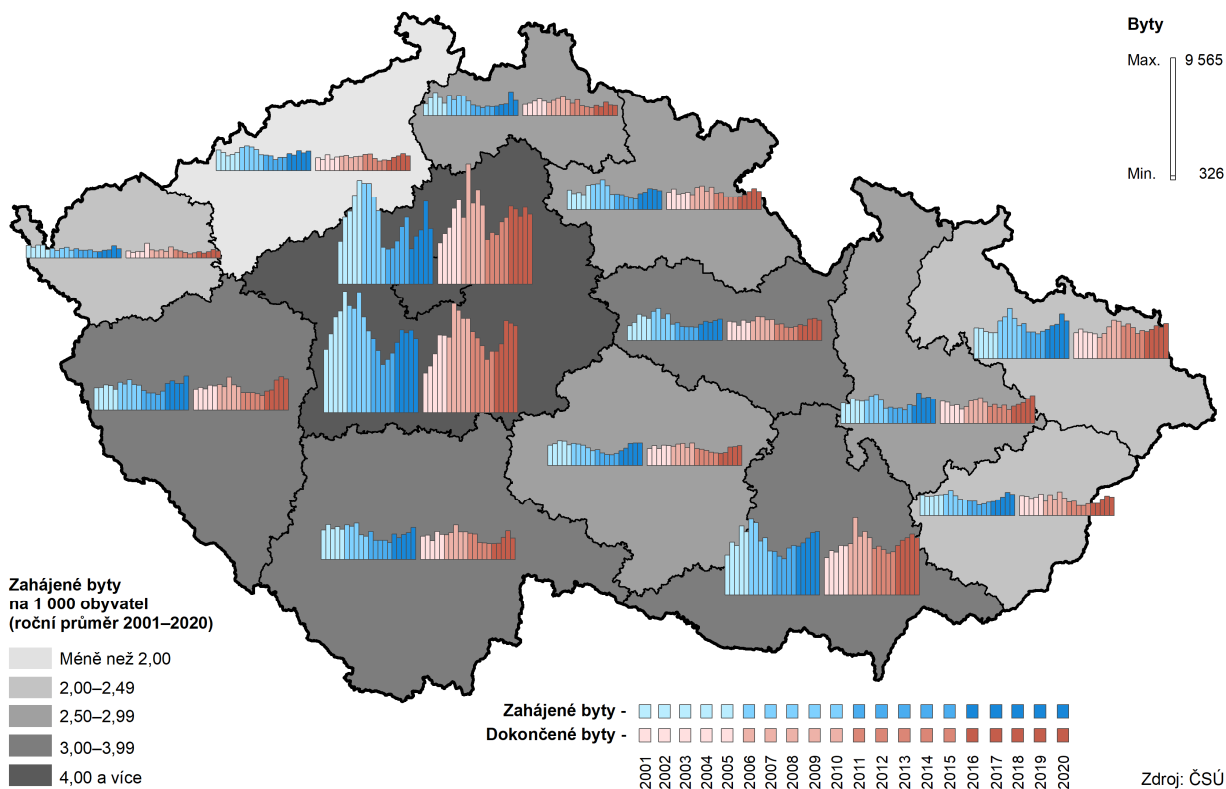 Byty
Max. 9 565
Min. 326
Zahájené byty
na 1 000 obyvatel
(roční průměr 2001–2020)
Méně než 2,00
2,00–2,49
2,50–2,99
3,00–3,99
4,00 a více
Zahájené byty -
Dokončené byty -
2001 2002 2003 2004 2005 2006 2007 2008 2009 2010 2011 2012 2013 2014 2015 2016 2017 2018 2019 2020
Zdroj: ČSÚ